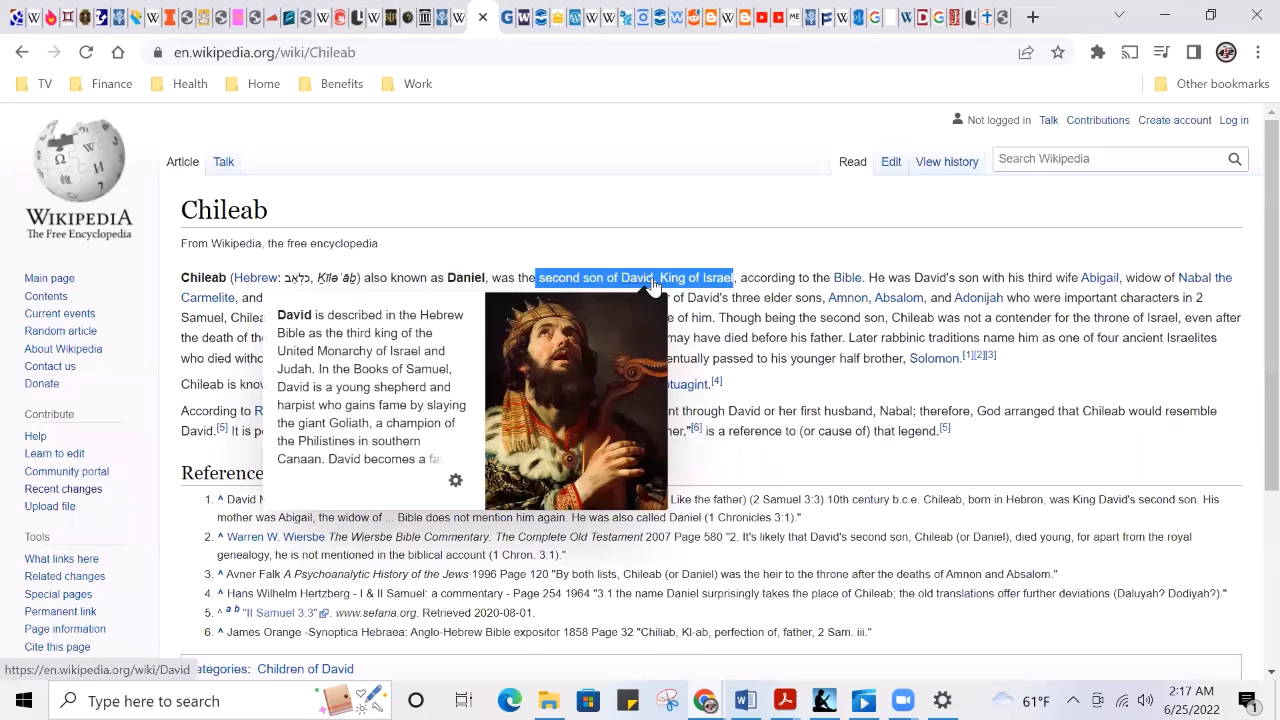 en.wikipedia.org/wiki/Chileab
TV Finance Health Home Benefits Work Other bookmarks
Not logged in Talk Contributions Create account Log in
Article Talk Read Edit View history Search Wikipedia
WIKIPEDIA
The Free Encyclopedia
Chileab
From Wikipedia, the free encyclopedia
Chileab (Hebrew: כִלְאָב, Ḵīləʾāḇ) also known as Daniel, was the second son of David, King of Israel, according to the Bible. He was David's son with his third wife Abigail, widow of Nabal the
Carmelite, and of David's three elder sons, Amnon, Absalom, and Adonijah who were important characters in 2
Samuel, Chilea e of him. Though being the second son, Chileab was not a contender for the throne of Israel, even after
the death of th may have died before his father. Later rabbinic traditions name him as one of four ancient Israelites
who died witho entually passed to his younger half brother, Solomon.[1][2][3]
Chileab is knov tuagint.[4]
According to R nt through David or her first husband, Nabal; therefore, God arranged that Chileab would resemble
David.[5] It is p her,"[6] is a reference to (or cause of) that legend.[5]
David is described in the Hebrew
Bible as the third king of the
United Monarchy of Israel and
Judah. In the Books of Samuel,
David is a young shepherd and
harpist who gains fame by slaying
the giant Goliath, a champion of
the Philistines in southern
Canaan. David becomes a fa
Reference
1. ^ David M Like the father) (2 Samuel 3:3) 10th century b.c e. Chileab, born in Hebron, was King David's second son. His
mother was Abigail, the widow of ... Bible does not mention him again. He was also called Daniel (1 Chronicles 3:1)."
2. ^ Warren W. Wiersbe The Wiersbe Bible Commentary: The Complete Old Testament 2007 Page 580 "2. It's likely that David's second son, Chileab (or Daniel), died young, for apart from the royal
genealogy, he is not mentioned in the biblical account (1 Chron. 3:1)."
3. ^ Avner Falk A Psychoanalytic History of the Jews 1996 Page 120 "By both lists, Chileab (or Daniel) was the heir to the throne after the deaths of Amnon and Absalom."
4. ^ Hans Wilhelm Hertzberg - I & II Samuel: a commentary - Page 254 1964 "3.1 the name Daniel surprisingly takes the place of Chileab; the old translations offer further deviations (Daluyah? Dodiyah?)."
5. ^ a b "II Samuel 3:3". www.sefaria.org. Retrieved 2020-08-01.
6. ^ James Orange -Synoptica Hebraea: Anglo-Hebrew Bible expositor 1858 Page 32 "Chiliab, KI-ab, perfection of, father, 2 Sam. iii."
ategories: Children of David
Main page
Contents
Current events
Random article
About Wikipedia
Contact us
Donate
Contribute
Help
Learn to edit
Community portal
Recent changes
Upload file
Tools
What links here
Related changes
Special pages
Permanent link
Page information
Cite this page
https://en.wikipedia.org/wiki/David
Type here to search
61°F
2:17 AM
6/25/2022